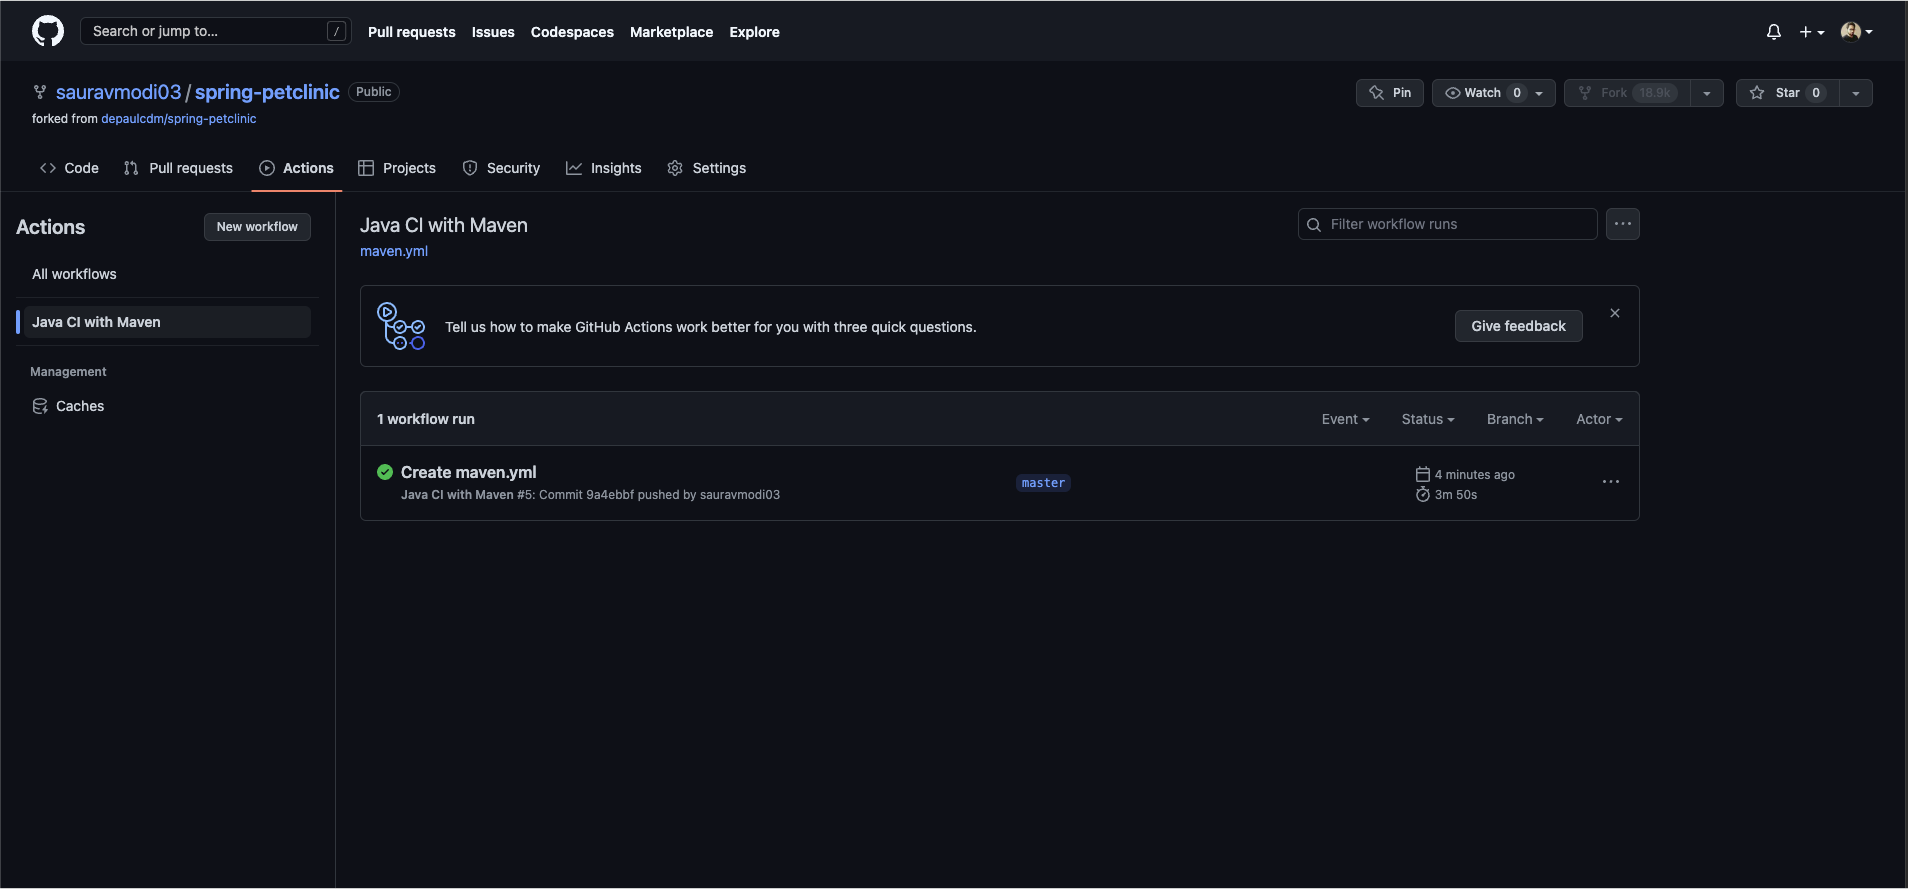 Search or jump to... /
Pull requests Issues Codespaces Marketplace Explore
sauravmodi03 / spring-petclinic Public
forked from depaulcdm/spring-petclinic
Pin Watch 0 Fork 18.9k Star 0
Code Pull requests Actions Projects Security Insights Settings
Actions New workflow
All workflows
Java CI with Maven
Management
Caches
Java CI with Maven
maven.yml
Filter workflow runs
Tell us how to make GitHub Actions work better for you with three quick questions.
Give feedback
1 workflow run Event Status Branch Actor
Create maven.yml
Java CI with Maven #5: Commit 9a4ebbf pushed by sauravmodi03
master
4 minutes ago
3m 50s